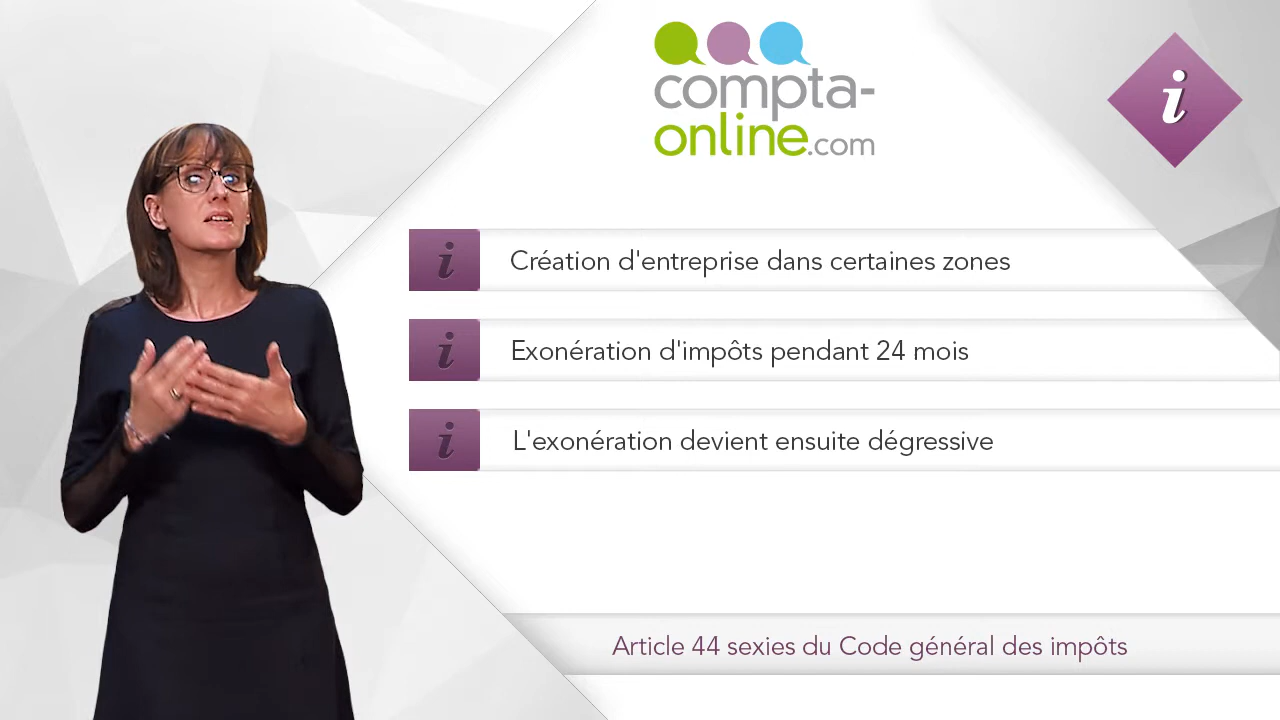 compta-
online.com
i
i Création d'entreprise dans certaines zones
i Exonération d'impôts pendant 24 mois
i L'exonération devient ensuite dégressive
Article 44 sexies du Code général des impôts